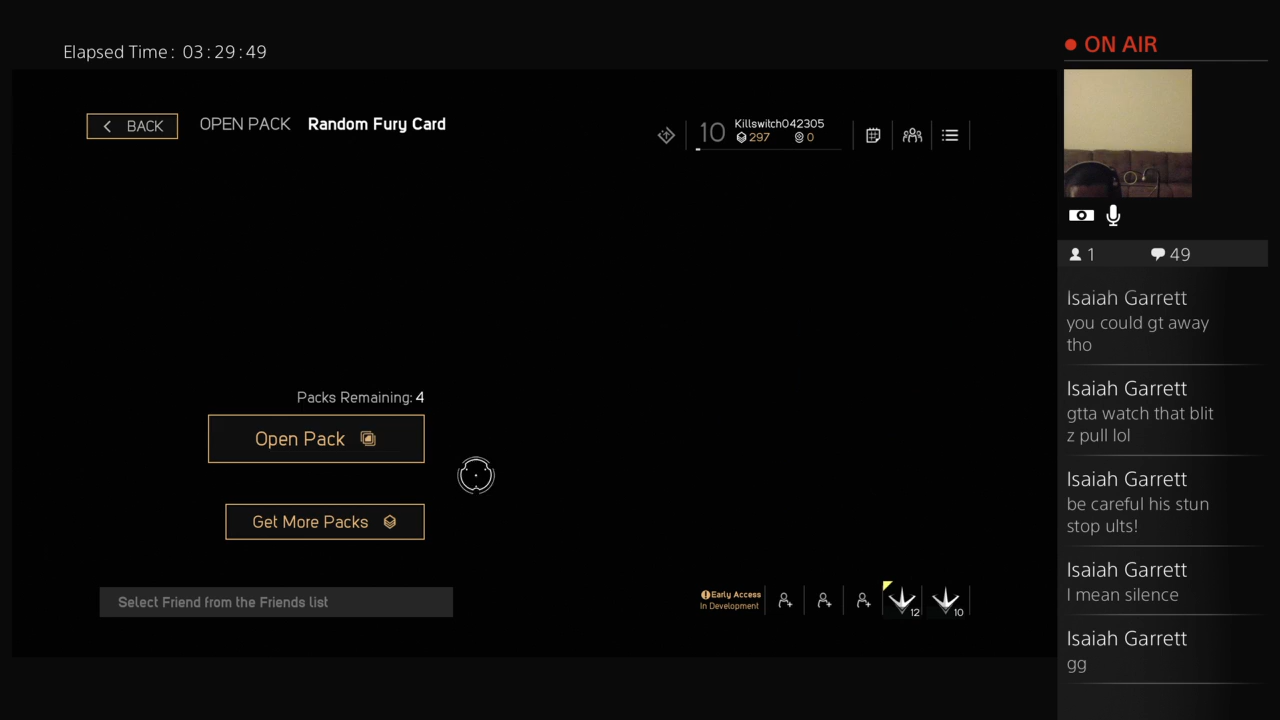 Elapsed Time: 03:29:49
ON AIR
BACK
OPEN PACK Random Fury Card
10
Killswitch042305
297 0
1 49
Isaiah Garrett
you could gt away
tho
Isaiah Garrett
gtta watch that blit
z pull lol
Isaiah Garrett
be careful his stun
stop ults!
Isaiah Garrett
I mean silence
Isaiah Garrett
gg
Packs Remaining: 4
Open Pack
Get More Packs
Select Friend from the Friends list
Early Access
In Development
12
10